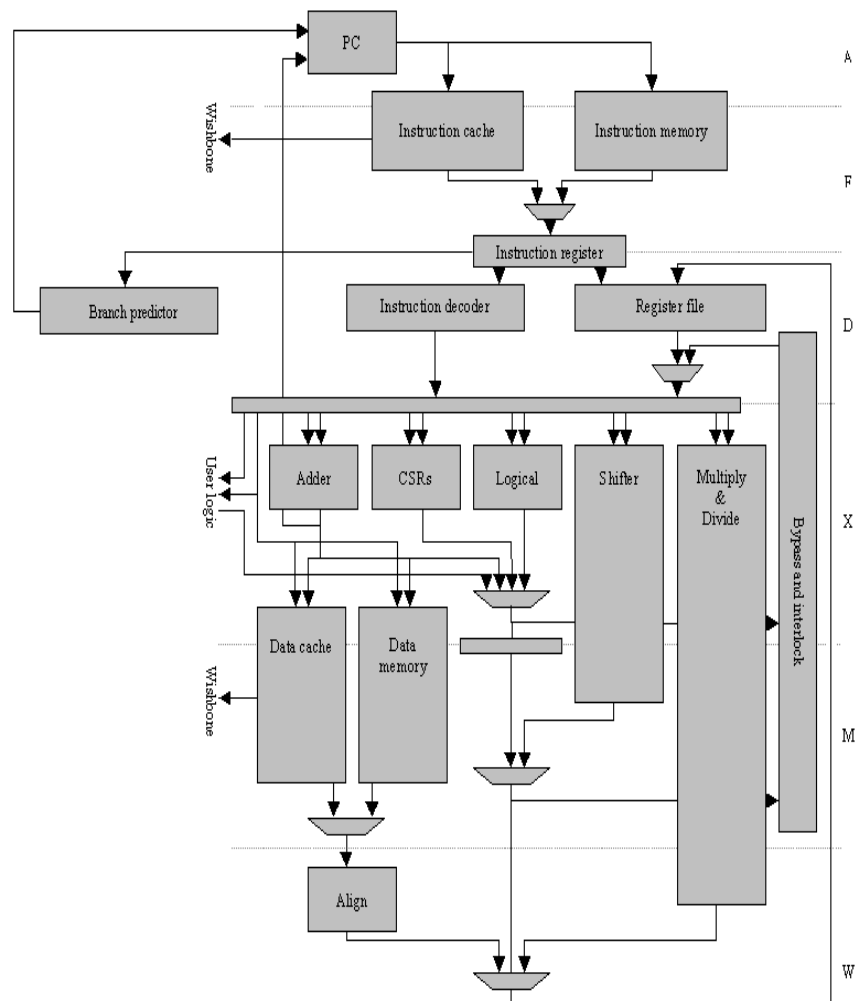 PC
A
Wishbone
Instruction cache
Instruction memory
F
Instruction register
Branch predictor
Instruction decoder
Register file
D
User logic
Adder
CSRs
Logical
Shifter
Multiply
&
Divide
Bypass and interlock
X
Data cache
Data
memory
Wishbone
M
Align
W